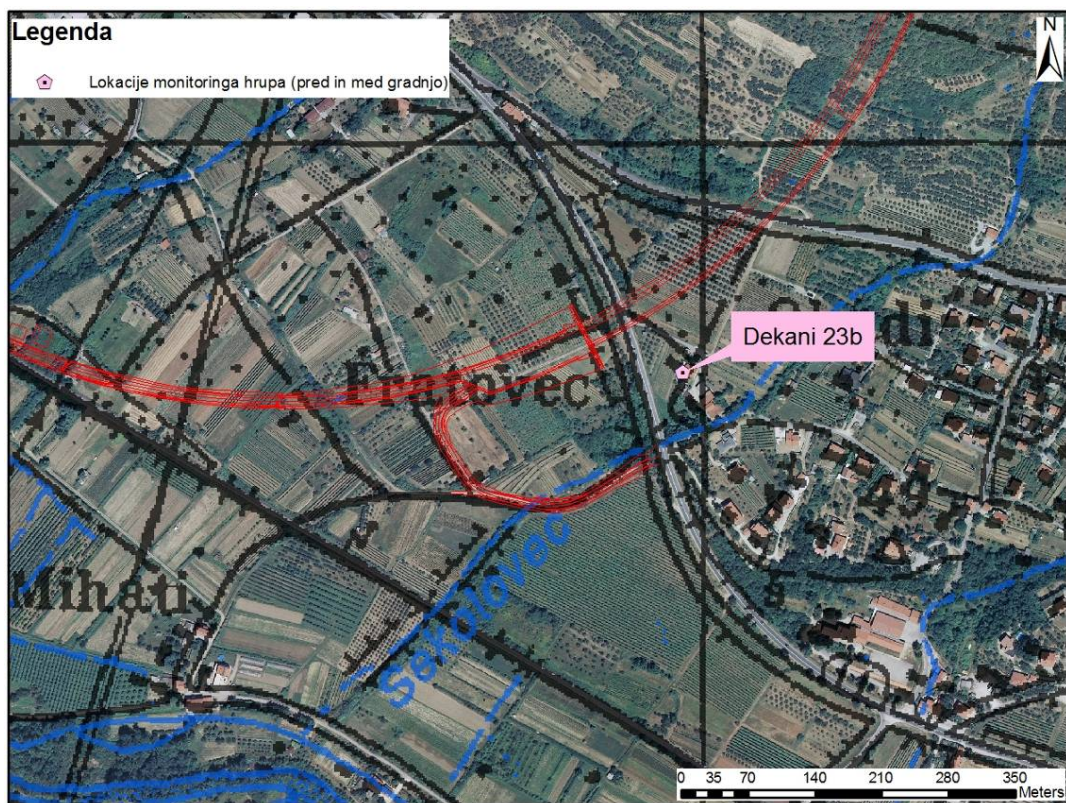 Legenda
Lokacije monitoringa hrupa (pred in med gradnjo)
N
Dekani 23b
Fratovec
Mihati
Sekolovec
0 35 70 140 210 280 350
Meters